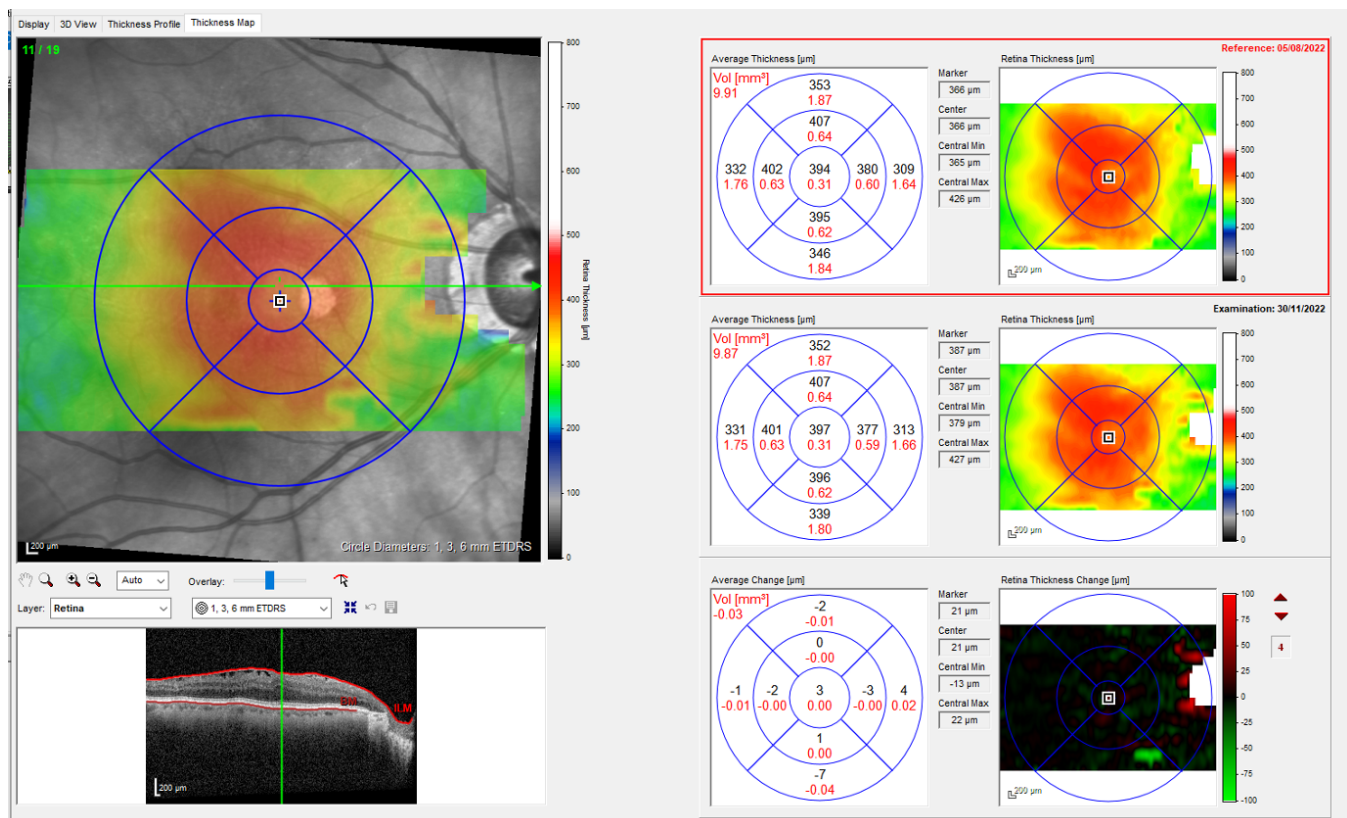 Display 3D View Thickness Profile Thickness Map
11 / 19
800
700
600
500
400
300
200
100
0
Retina Thickness [µm]
200 µm
Circle Diameters: 1, 3, 6 mm ETDRS
Auto Overlay:
Layer: Retina 1, 3, 6 mm ETDRS
BM ILM
200 µm
Reference: 05/08/2022
Average Thickness [µm]
Vol [mm³]
9.91
353
1.87
407
0.64
332 402 394 380 309
1.76 0.63 0.31 0.60 1.64
395
0.62
346
1.84
Marker
366 µm
Center
366 µm
Central Min
365 µm
Central Max
426 µm
Retina Thickness [µm]
200 µm
800
700
600
500
400
300
200
100
0
Examination: 30/11/2022
Average Thickness [µm]
Vol [mm³]
9.87
352
1.87
407
0.64
331 401 397 377 313
1.75 0.63 0.31 0.59 1.66
396
0.62
339
1.80
Marker
387 µm
Center
387 µm
Central Min
379 µm
Central Max
427 µm
Retina Thickness [µm]
200 µm
800
700
600
500
400
300
200
100
0
Average Change [µm]
Vol [mm³]
-0.03
-2
-0.01
0
-0.00
-1 -2 3 -3 4
-0.01 -0.00 0.00 -0.00 0.02
1
0.00
-7
-0.04
Marker
21 µm
Center
21 µm
Central Min
-13 µm
Central Max
22 µm
Retina Thickness Change [µm]
200 µm
100
75
50
25
0
-25
-50
-75
-100
4